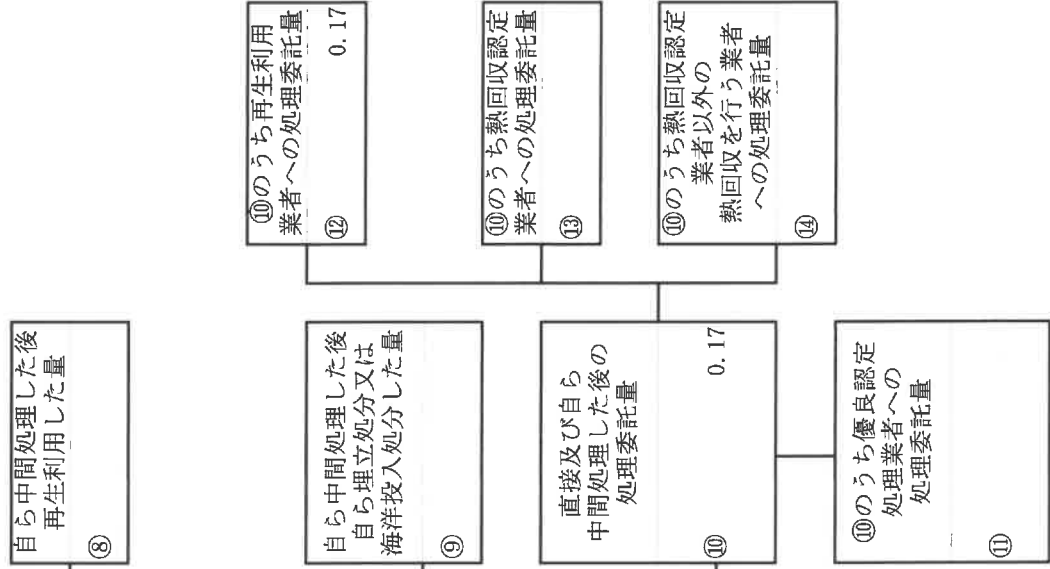 自ら中間処理した後
再生利用した量
⑧
自ら中間処理した後
自ら埋立処分又は
海洋投入処分した量
⑨
直接及び自ら
中間処理した後の
処理委託量
⑩
0.17
⑩のうち優良認定
処理業者への
処理委託量
⑪
⑩のうち再生利用
業者への処理委託量
⑫
0.17
⑩のうち熱回収認定
業者への処理委託量
⑬
⑩のうち熱回収認定
業者以外の
熱回収を行う業者
への処理委託量
⑭